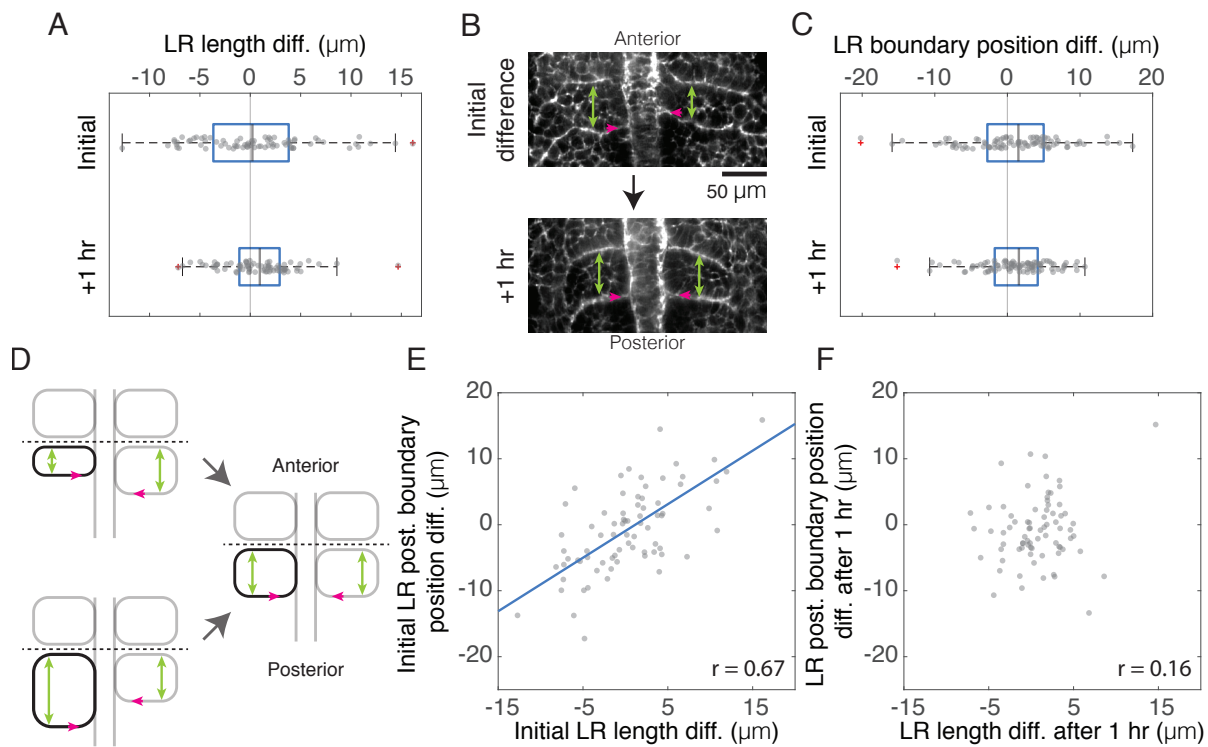 A
LR length diff. (µm)
-10 -5 0 5 10 15
Initial
+1 hr
B
Anterior
Initial
difference
50 µm
+1 hr
Posterior
C
LR boundary position diff. (µm)
-20 -10 0 10 20
Initial
+1 hr
D
Anterior
Posterior
E
Initial LR post. boundary
position diff. (µm)
20
10
0
-10
-20
r = 0.67
-15 -5 5 15
Initial LR length diff. (µm)
F
LR post. boundary position
diff. after 1 hr (µm)
20
10
0
-10
-20
r = 0.16
-15 -5 5 15
LR length diff. after 1 hr (µm)